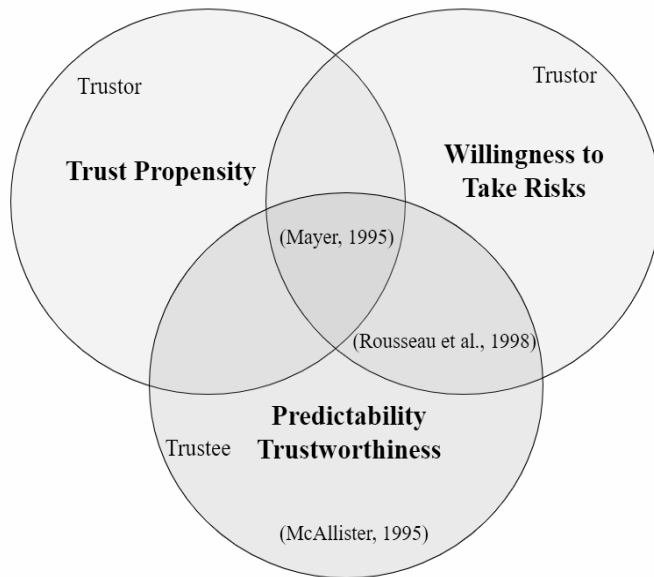 Trustor
Trustor
Trust Propensity
Willingness to
Take Risks
(Mayer, 1995)
(Rousseau et al., 1998)
Predictability
Trustee
Trustworthiness
(McAllister, 1995)